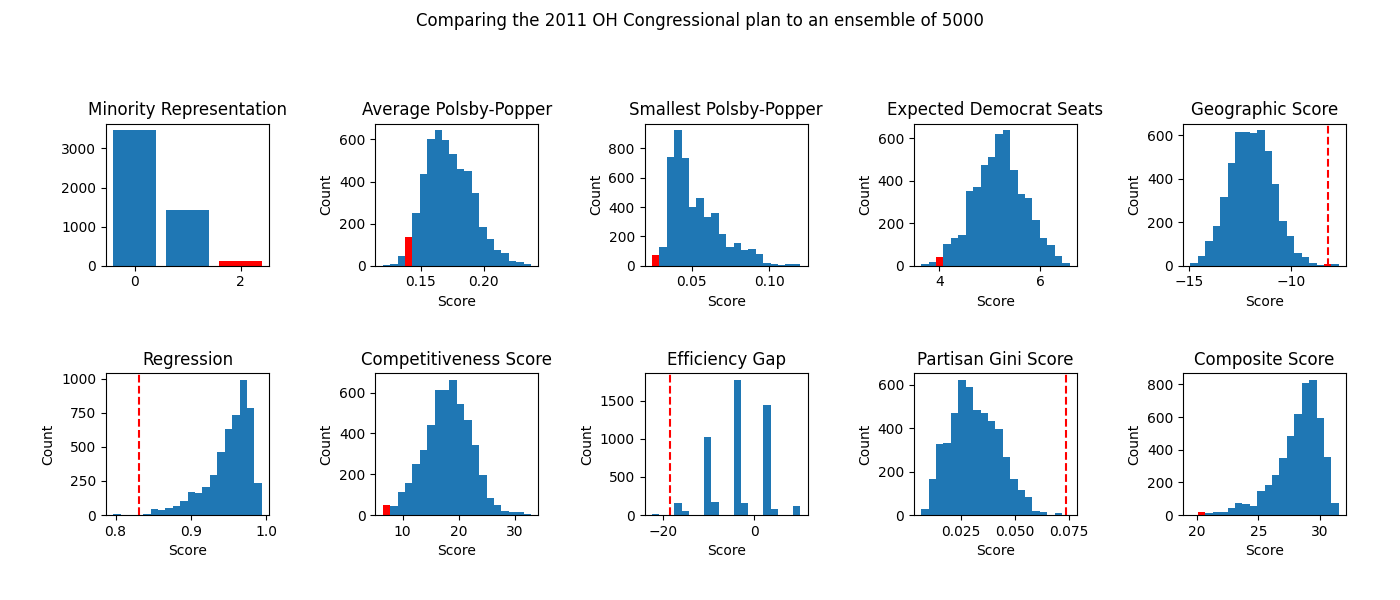 Comparing the 2011 OH Congressional plan to an ensemble of 5000
Minority Representation
3000
2000
1000
0
0 2
Average Polsby-Popper
Count
600
400
200
0
0.15 0.20
Score
Smallest Polsby-Popper
Count
800
600
400
200
0
0.05 0.10
Score
Expected Democrat Seats
Count
600
400
200
0
4 6
Score
Geographic Score
Count
600
400
200
0
−15 −10
Score
Regression
Count
1000
750
500
250
0
0.8 0.9 1.0
Score
Competitiveness Score
Count
600
400
200
0
10 20 30
Score
Efficiency Gap
Count
1500
1000
500
0
−20 0
Score
Partisan Gini Score
Count
600
400
200
0
0.025 0.050 0.075
Score
Composite Score
Count
800
600
400
200
0
20 25 30
Score